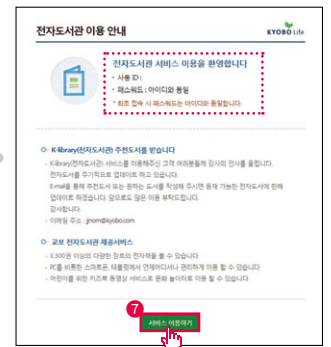 전자도서관 이용 안내
KYOBO Life
전자도서관 서비스 이용을 환영합니다
- 사용 ID :
- 패스워드 : 아이디와 동일
* 최초 접속 시 패스워드는 아이디와 동일합니다.
K-library(전자도서관) 추천도서를 받습니다
- K-library(전자도서관) 서비스를 이용해주신 고객 여러분들께 감사의 인사를 올립니다.
전자도서를 주기적으로 업데이트 하고 있습니다.
E-mail을 통해 추천도서 또는 원하는 도서를 작성해 주시면 등재 가능한 전자도서에 한해
업데이트 하겠습니다. 앞으로도 많은 이용 부탁드립니다.
감사합니다.
- 이메일 주소 : jinom@kyobo.com
교보 전자도서관 제공서비스
- 3,300권 이상의 다양한 장르의 전자책을 볼 수 있습니다
- PC를 비롯한 스마트폰, 태블릿에서 언제어디서나 편리하게 이용 할 수 있습니다
- 어린이를 위한 키즈북 동영상 서비스로 문화 놀이터로 이용 할 수 있습니다
7
서비스 이용하기